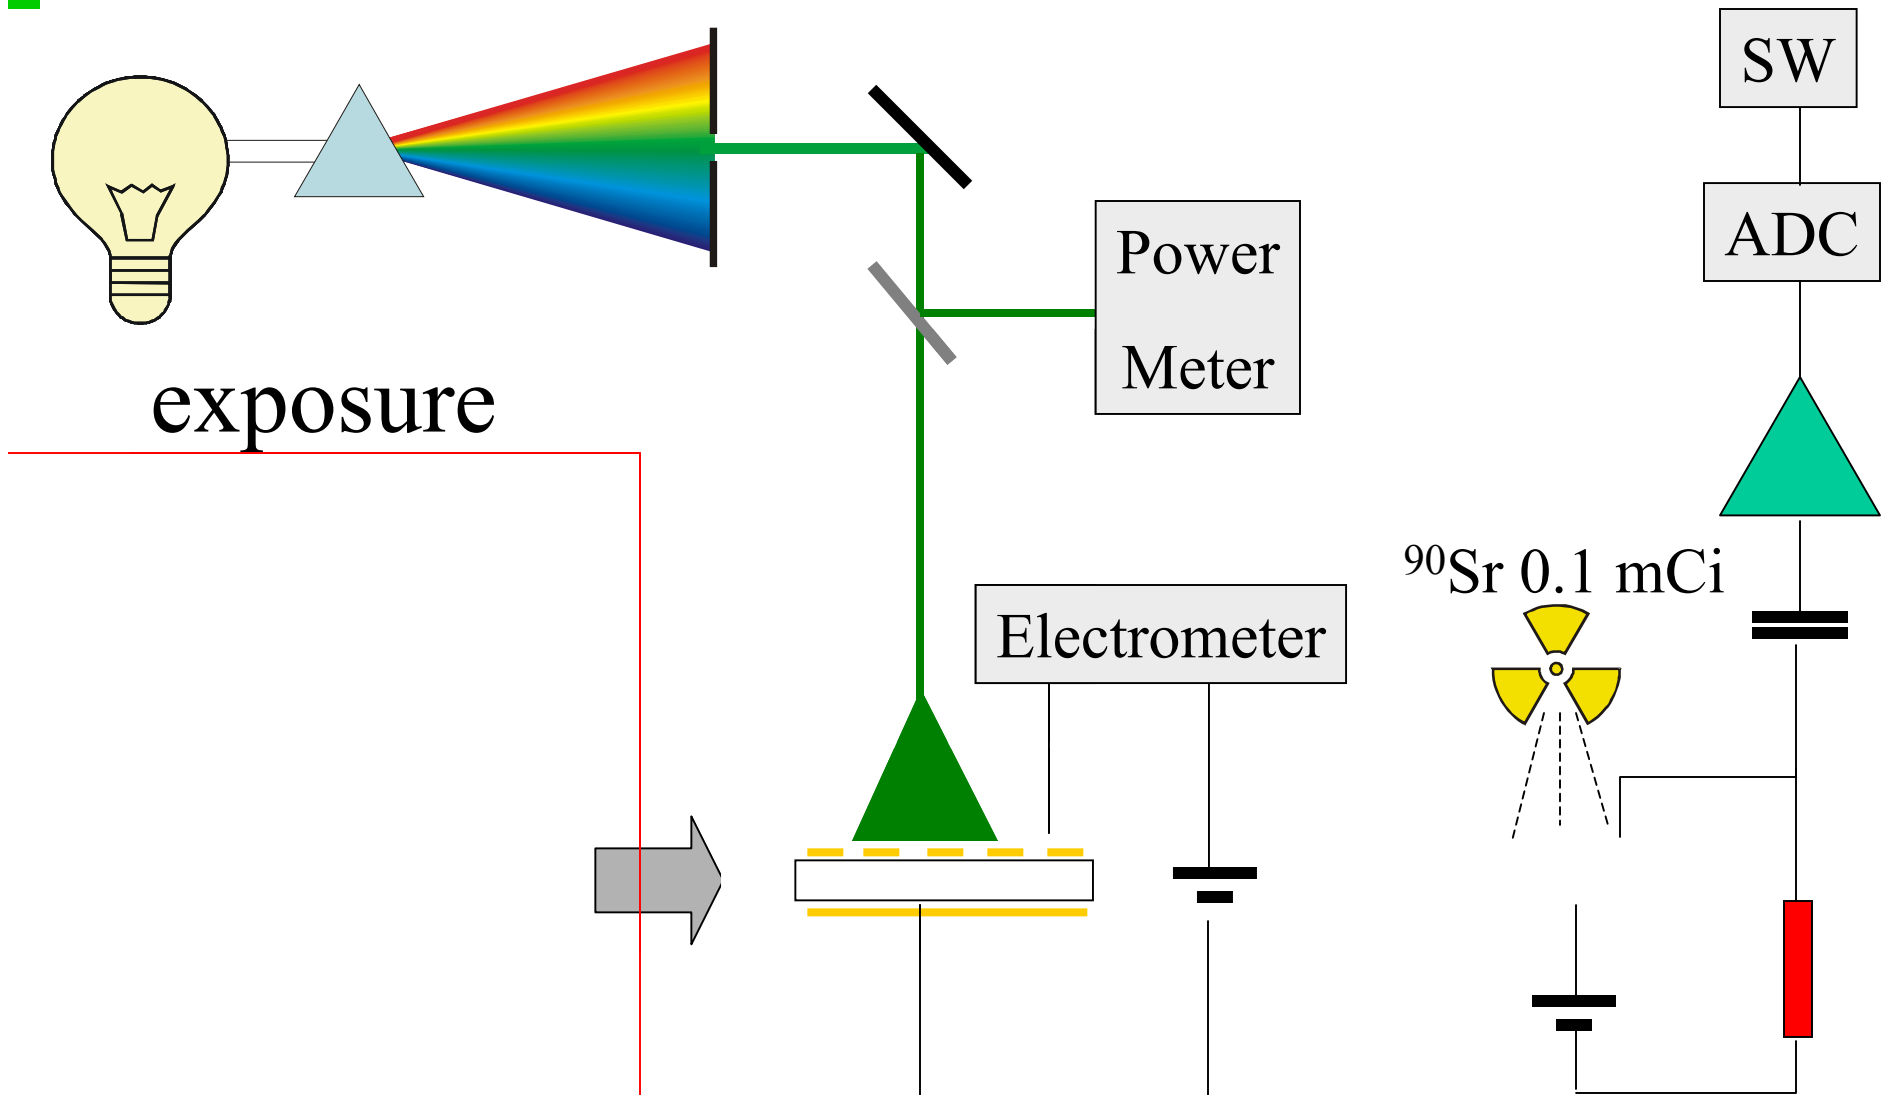 SW
ADC
Power
Meter
exposure
⁹⁰Sr 0.1 mCi
Electrometer